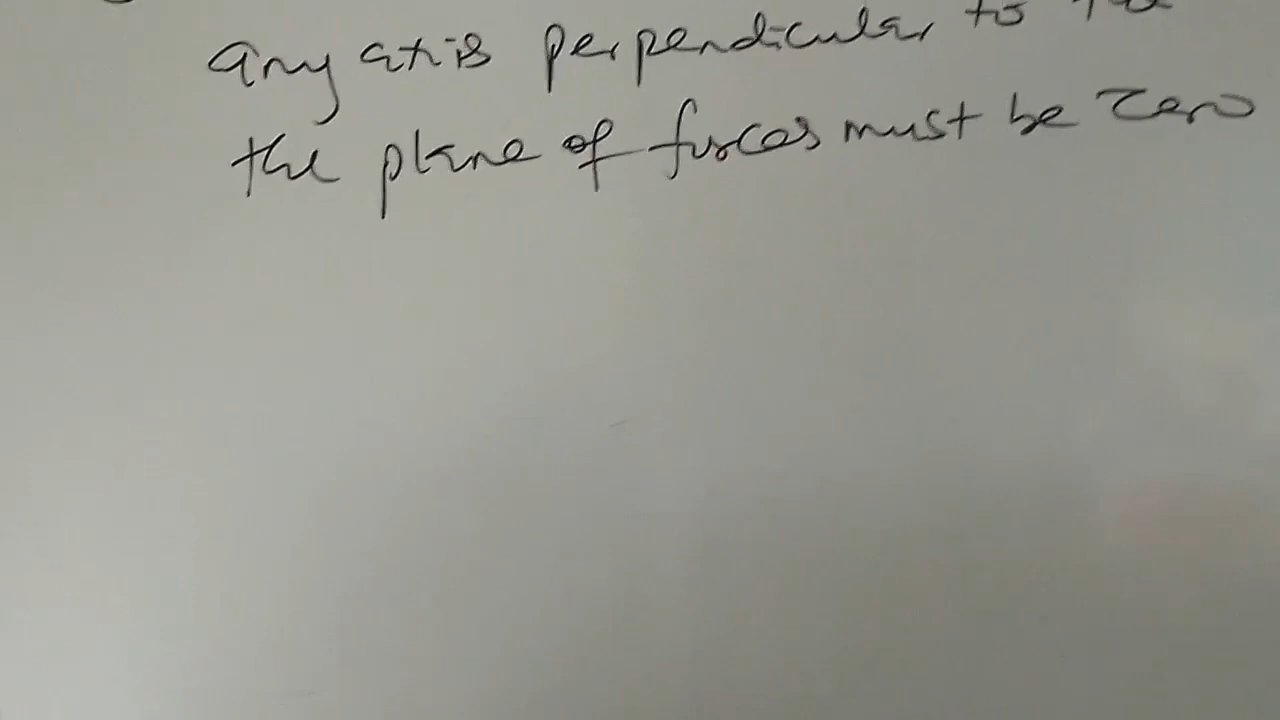 any axis perpendicular to
the plane of forces must be zero